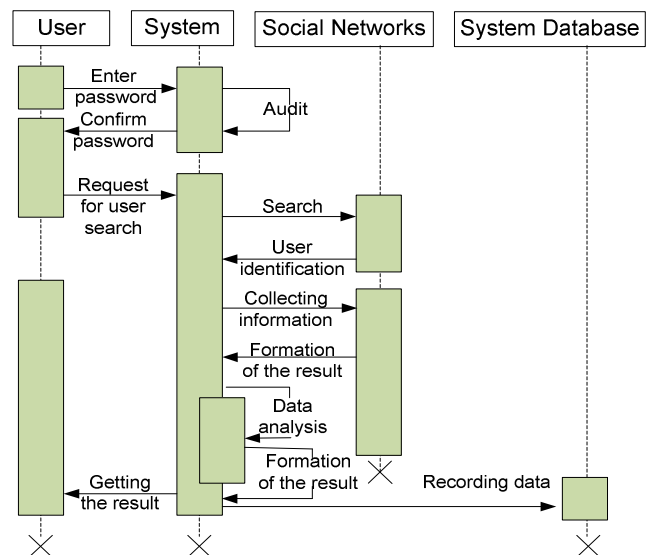 User
System
Social Networks
System Database
Enter
password
Audit
Confirm
password
Request
for user
search
Search
User
identification
Collecting
information
Formation
of the result
Data
analysis
Formation
of the result
Getting
the result
Recording data